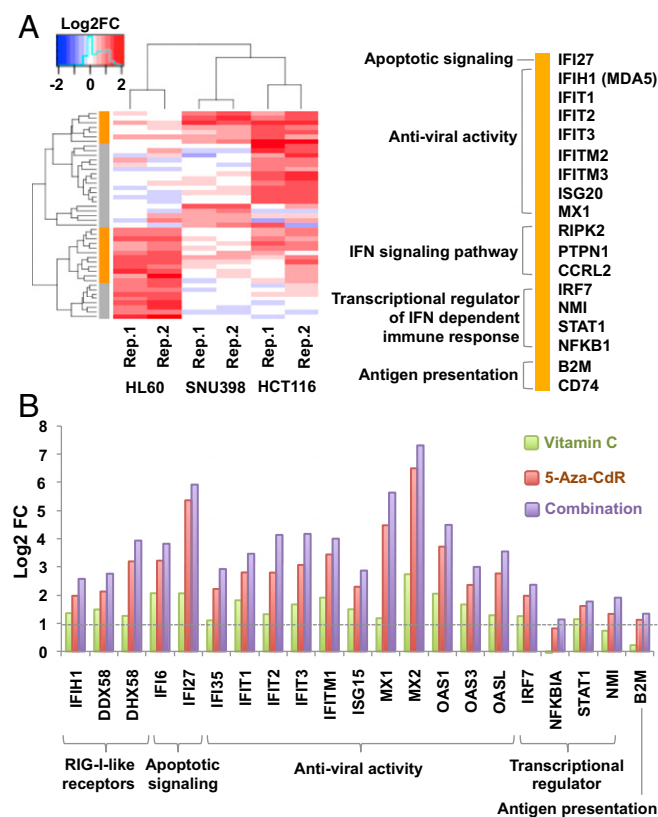 A
Log2FC
-2 0 2
Rep.1 Rep.2 Rep.1 Rep.2 Rep.1 Rep.2
HL60 SNU398 HCT116
Apoptotic signaling
Anti-viral activity
IFN signaling pathway
Transcriptional regulator
of IFN dependent
immune response
Antigen presentation
IFI27
IFIH1 (MDA5)
IFIT1
IFIT2
IFIT3
IFITM2
IFITM3
ISG20
MX1
RIPK2
PTPN1
CCRL2
IRF7
NMI
STAT1
NFKB1
B2M
CD74
B
Log2 FC
8
7
6
5
4
3
2
1
0
Vitamin C
5-Aza-CdR
Combination
IFIH1 DDX58 DHX58 IFI6 IFI27 IFI35 IFIT1 IFIT2 IFIT3 IFITM1 ISG15 MX1 MX2 OAS1 OAS3 OASL IRF7 NFKBIA STAT1 NMI B2M
RIG-I-like
receptors
Apoptotic
signaling
Anti-viral activity
Transcriptional
regulator
Antigen presentation